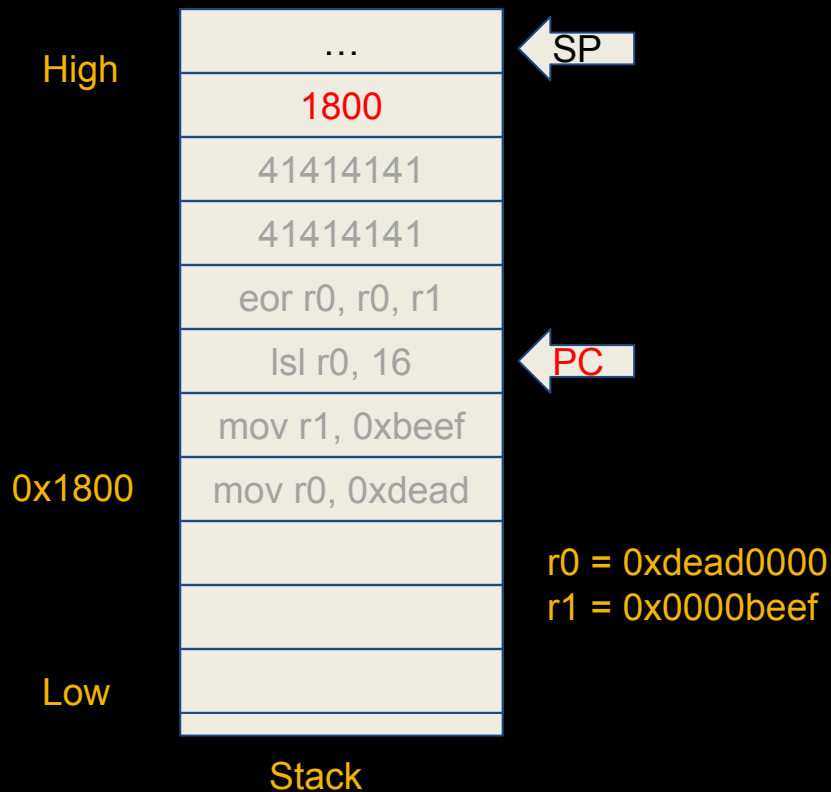 …
SP
High
1800
41414141
41414141
eor r0, r0, r1
lsl r0, 16
PC
mov r1, 0xbeef
0x1800
mov r0, 0xdead
r0 = 0xdead0000
r1 = 0x0000beef
Low
Stack